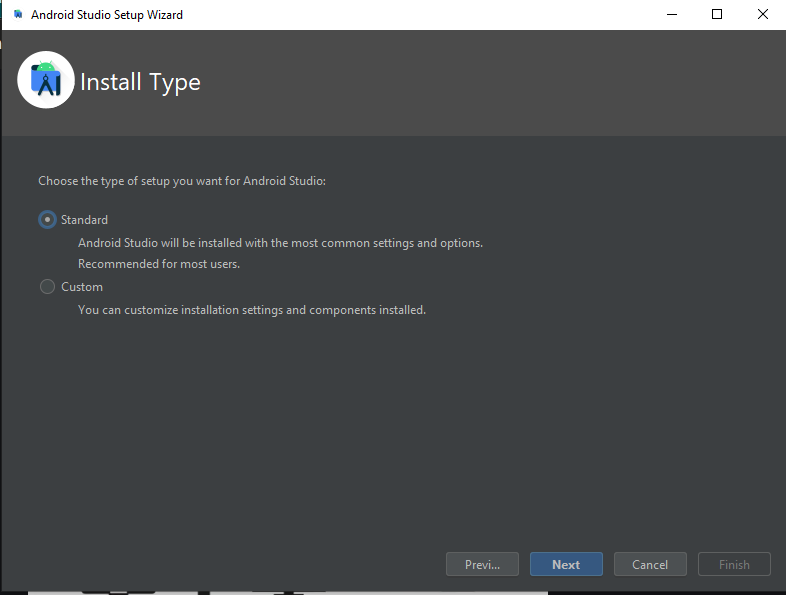 Android Studio Setup Wizard
Install Type
Choose the type of setup you want for Android Studio:
Standard
Android Studio will be installed with the most common settings and options.
Recommended for most users.
Custom
You can customize installation settings and components installed.
Previ... Next Cancel Finish